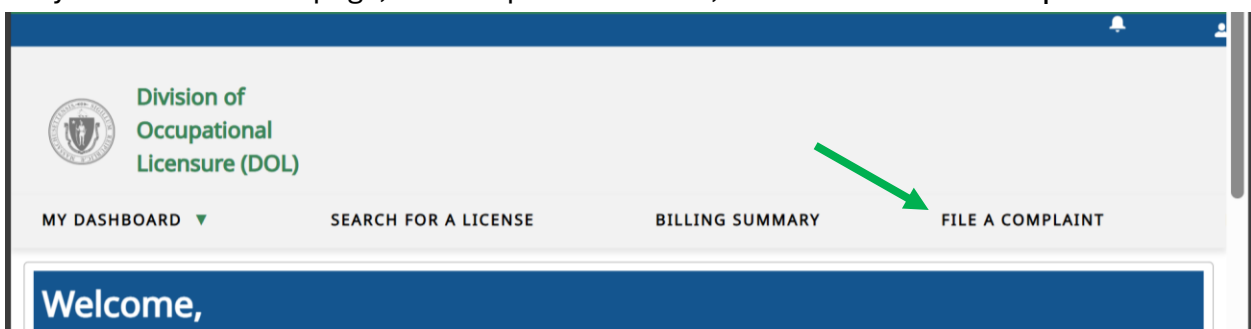 Division of
Occupational
Licensure (DOL)
MY DASHBOARD ▼ SEARCH FOR A LICENSE BILLING SUMMARY FILE A COMPLAINT
Welcome,